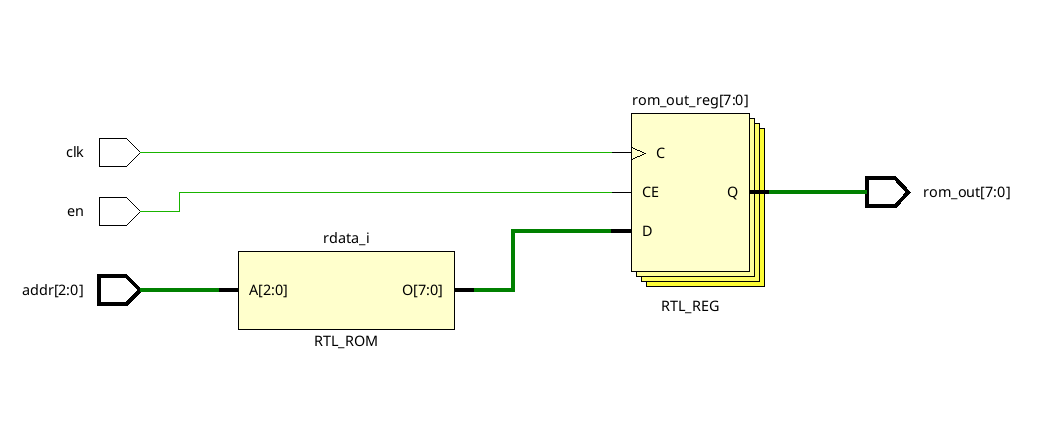 rom_out_reg[7:0]
clk
C
en
CE
Q
rom_out[7:0]
D
rdata_i
addr[2:0]
A[2:0]
O[7:0]
RTL_REG
RTL_ROM